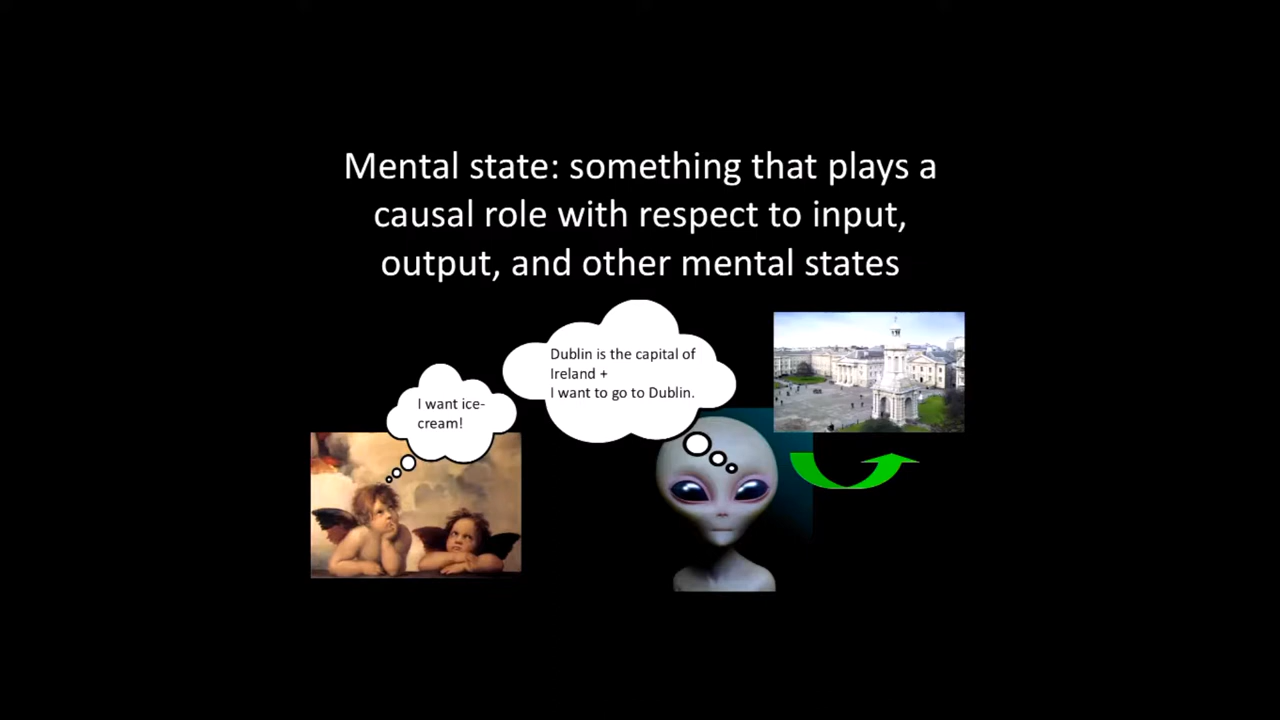 Mental state: something that plays a
causal role with respect to input,
output, and other mental states
Dublin is the capital of
Ireland +
I want to go to Dublin.
I want ice-
cream!